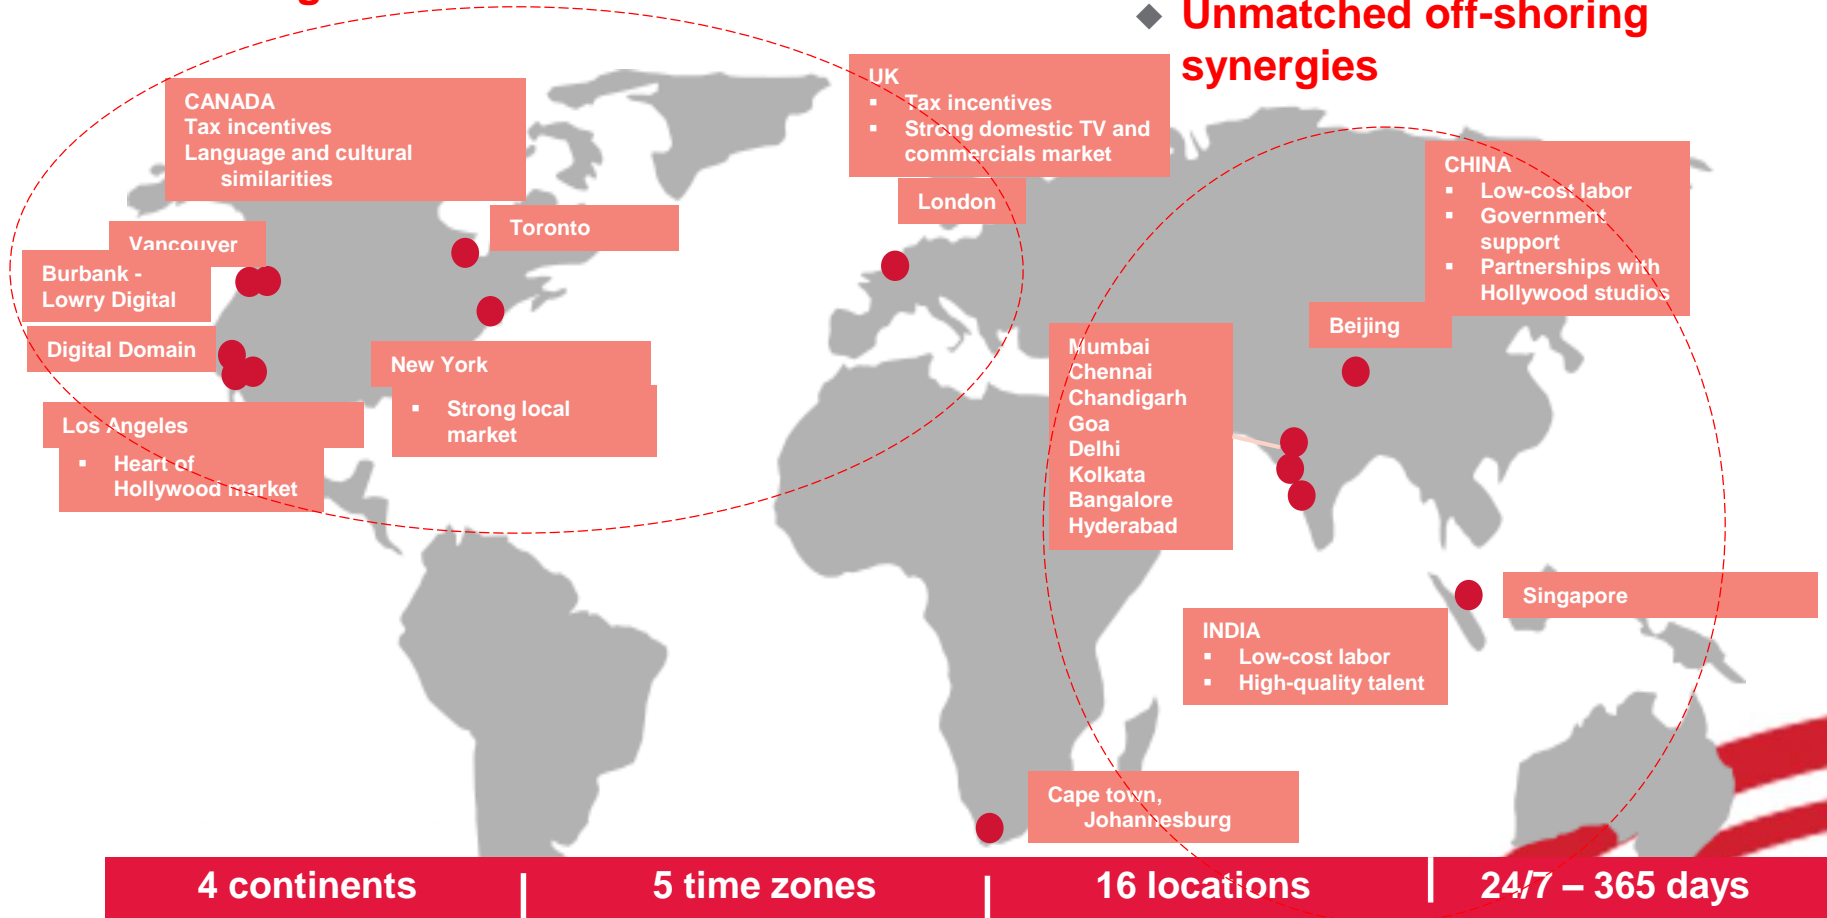 ◆ Unmatched off-shoring
synergies
CANADA
Tax incentives
Language and cultural
similarities
UK
▪ Tax incentives
▪ Strong domestic TV and
commercials market
London
CHINA
▪ Low-cost labor
▪ Government
support
▪ Partnerships with
Hollywood studios
Toronto
Vancouver
Burbank -
Lowry Digital
Digital Domain
New York
▪ Strong local
market
Los Angeles
▪ Heart of
Hollywood market
Beijing
Mumbai
Chennai
Chandigarh
Goa
Delhi
Kolkata
Bangalore
Hyderabad
Singapore
INDIA
▪ Low-cost labor
▪ High-quality talent
Cape town,
Johannesburg
4 continents
5 time zones
16 locations
24/7 – 365 days